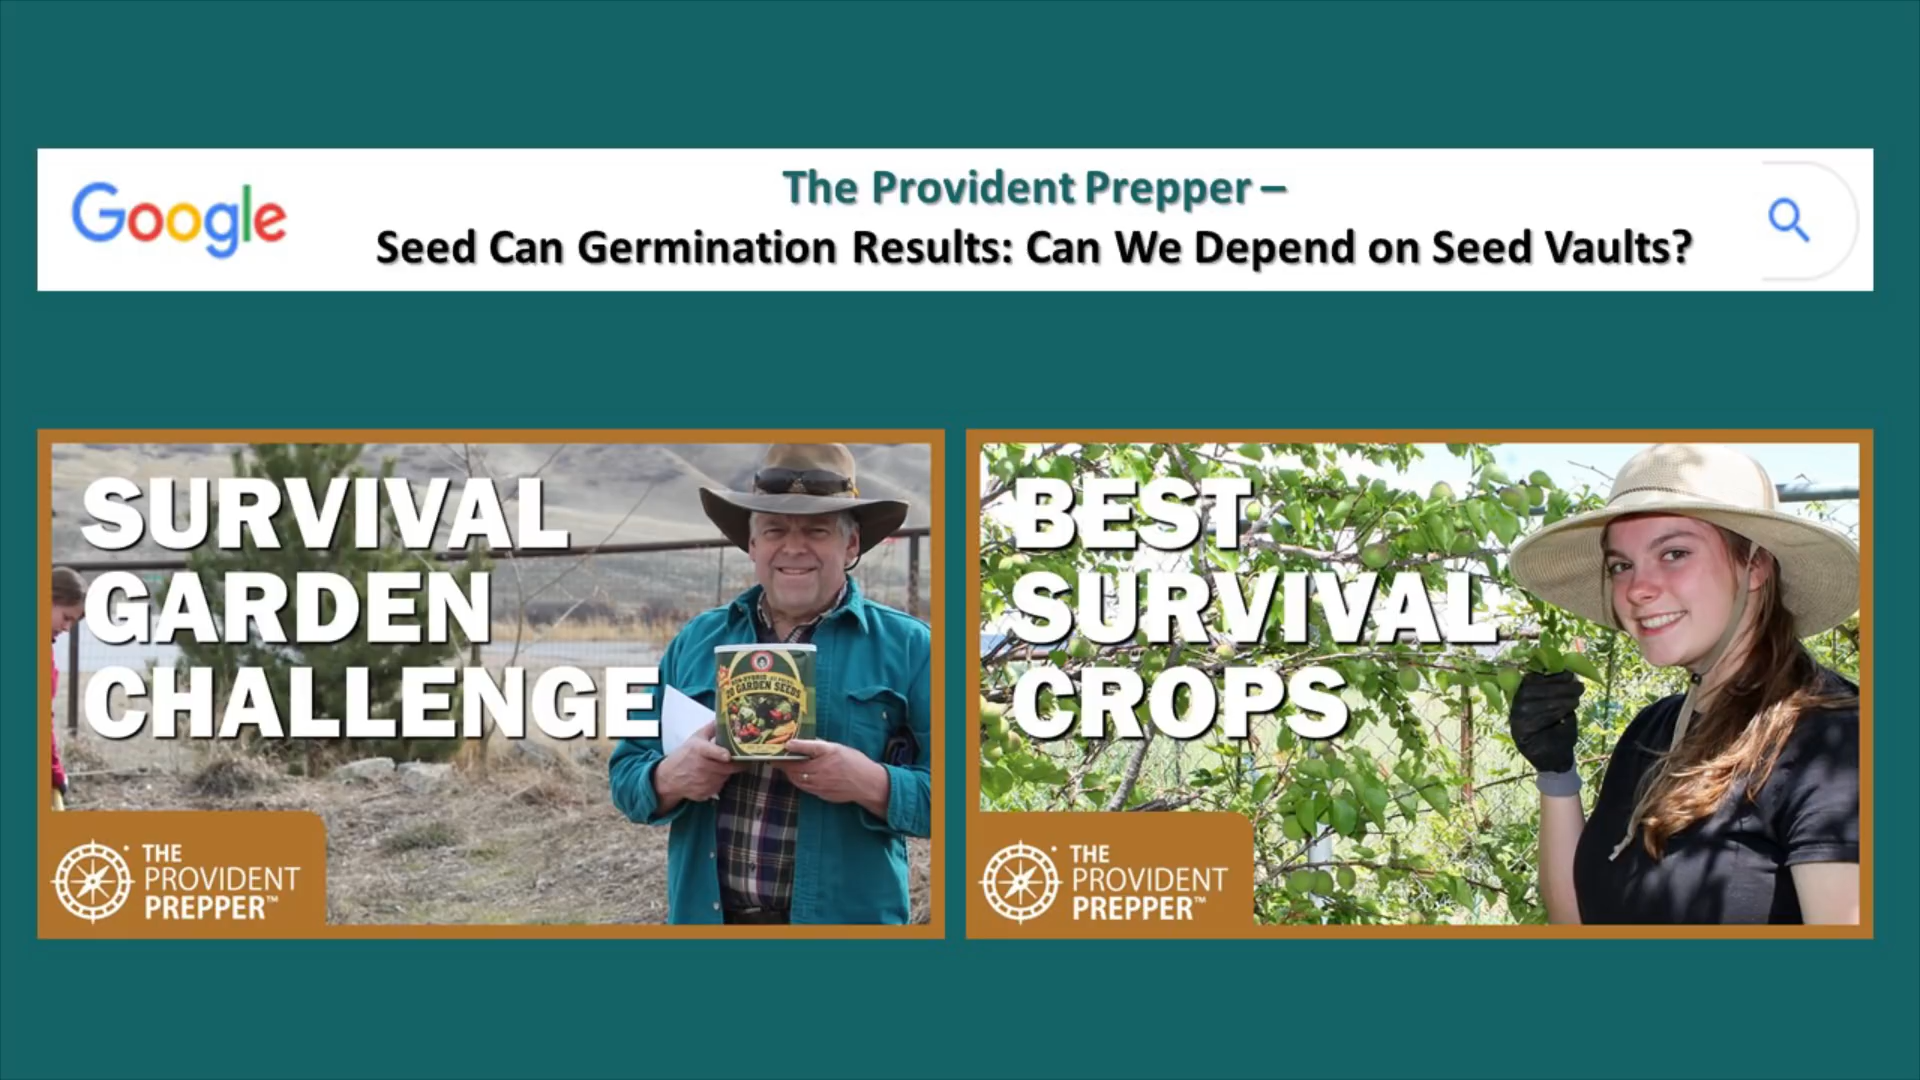 Google
The Provident Prepper –
Seed Can Germination Results: Can We Depend on Seed Vaults?
SURVIVAL
GARDEN
CHALLENGE
20 GARDEN SEEDS
THE
PROVIDENT
PREPPER™
BEST
SURVIVAL
CROPS
THE
PROVIDENT
PREPPER™